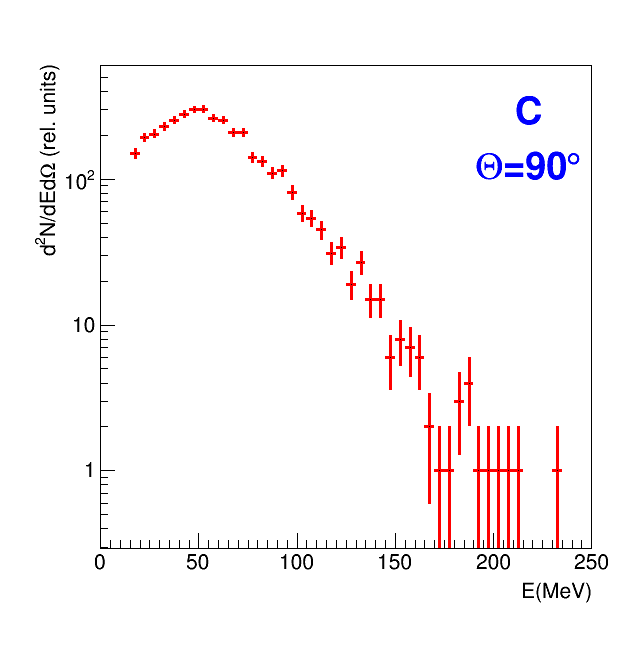 d²N/dEdΩ (rel. units)
C
Θ=90°
10²
10
1
0 50 100 150 200 250
E(MeV)